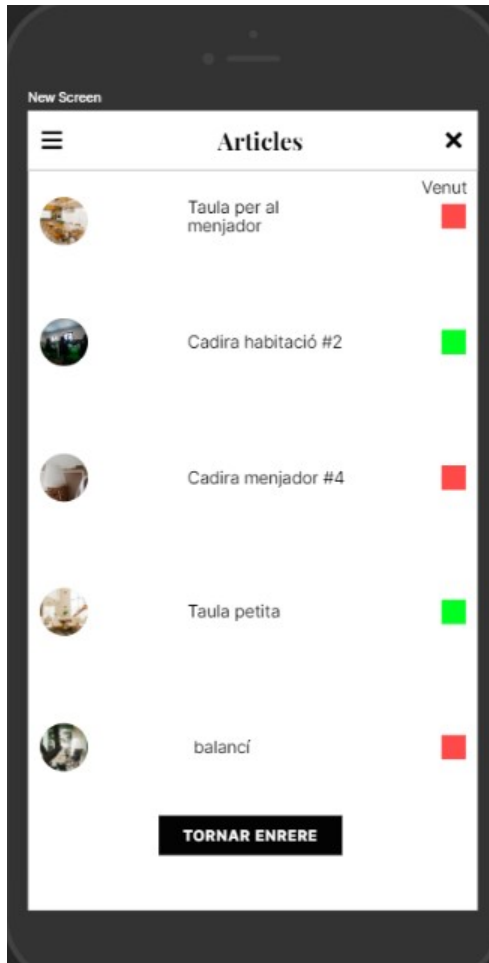 New Screen
Articles
Venut
Taula per al
menjador
Cadira habitació #2
Cadira menjador #4
Taula petita
balancí
TORNAR ENRERE